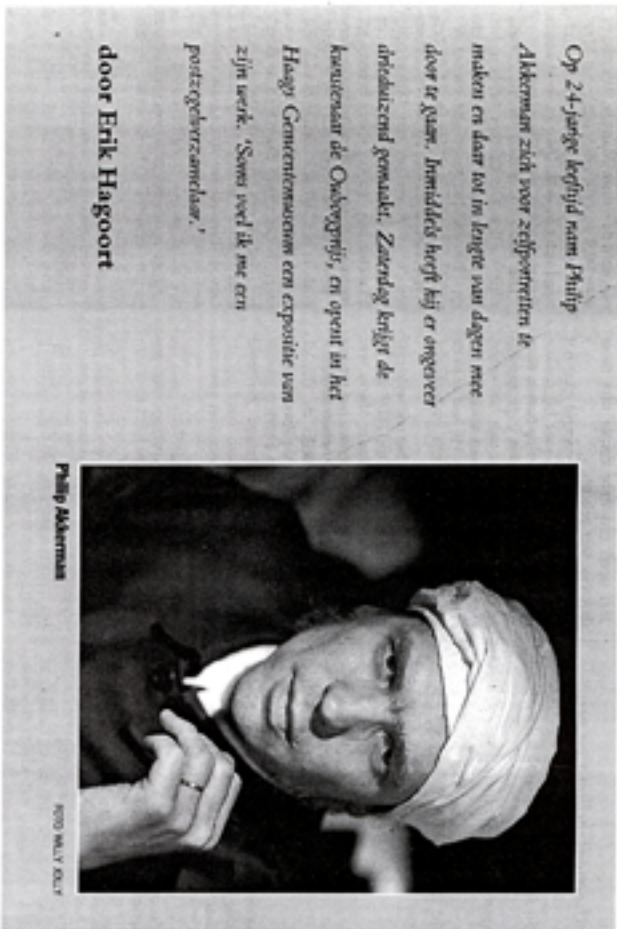 Op 24-jarige leeftijd nam Philip
Akkerman zich voor zelfportretten te
maken en daar tot in lengte van dagen mee
door te gaan. Inmiddels heeft hij er ongeveer
drieduizend gemaakt. Zaterdag krijgt de
kunstenaar de Ouborgprijs, en opent in het
Haags Gemeentemuseum een expositie van
zijn werk. ‘Soms voel ik me een
postzegelverzamelaar.’
door Erik Hagoort
Philip Akkerman
FOTO WILLY JOLLY